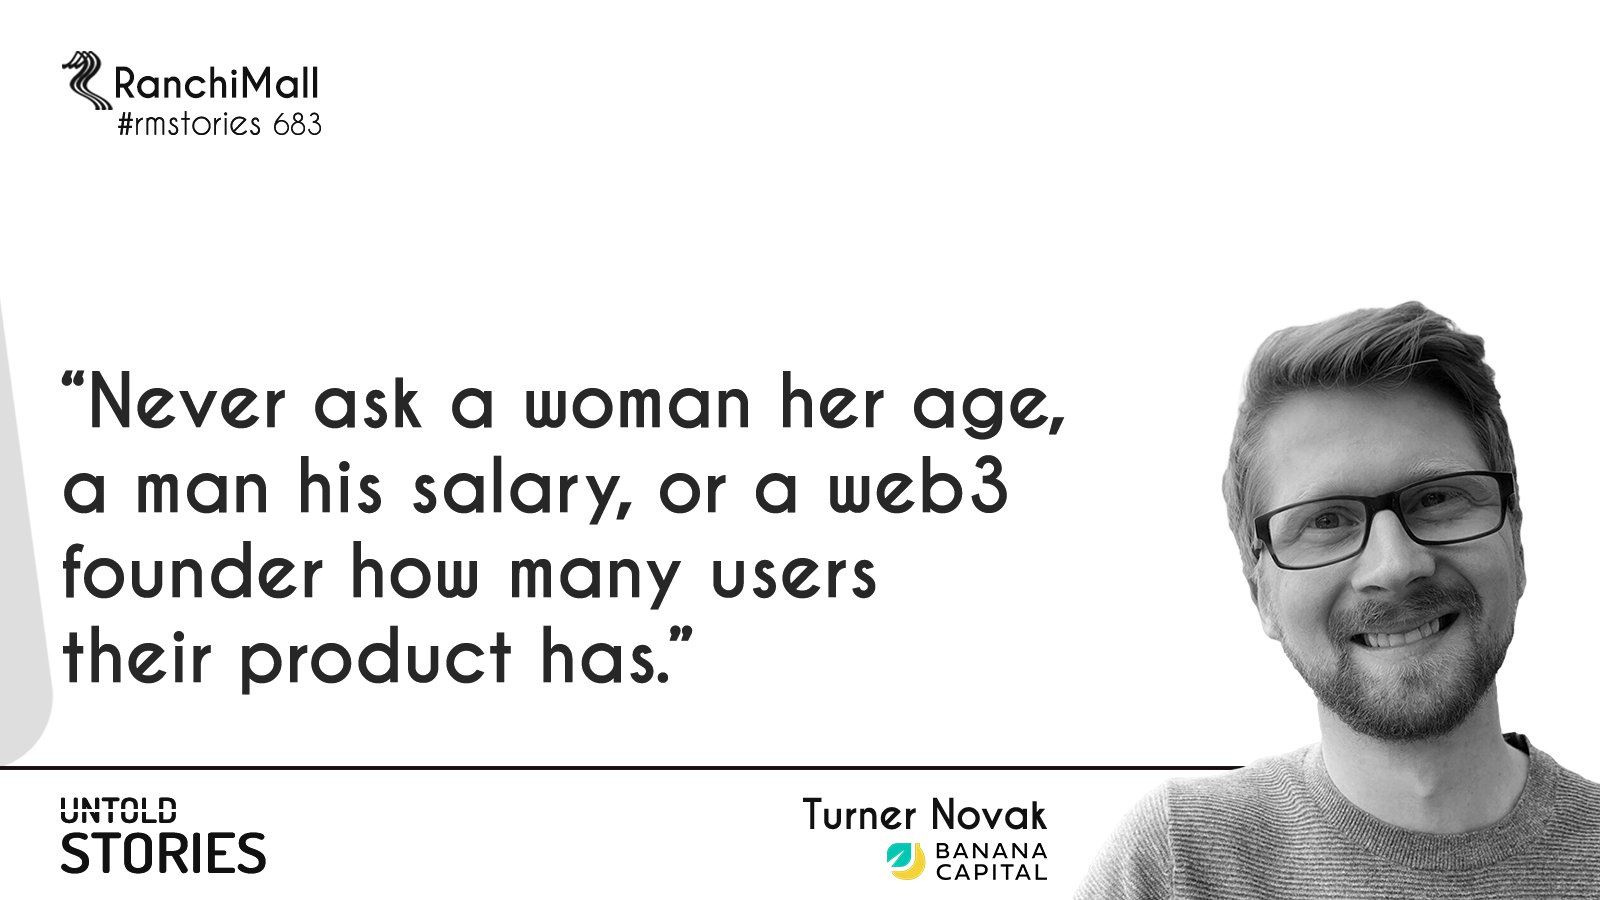 RanchiMall
#rmstories 683
“Never ask a woman her age,
a man his salary, or a web3
founder how many users
their product has.”
UNTOLD
STORIES
Turner Novak
BANANA
CAPITAL